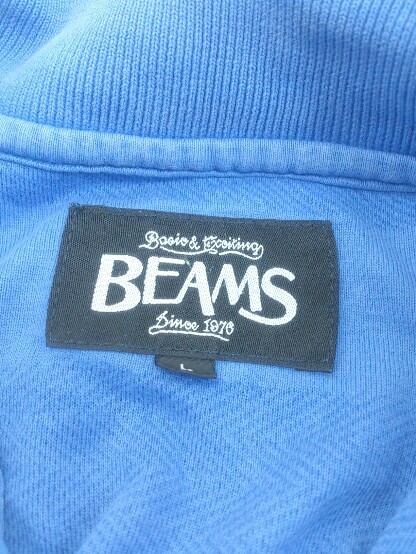 Basic & Exciting
BEAMS
Since 1976
L